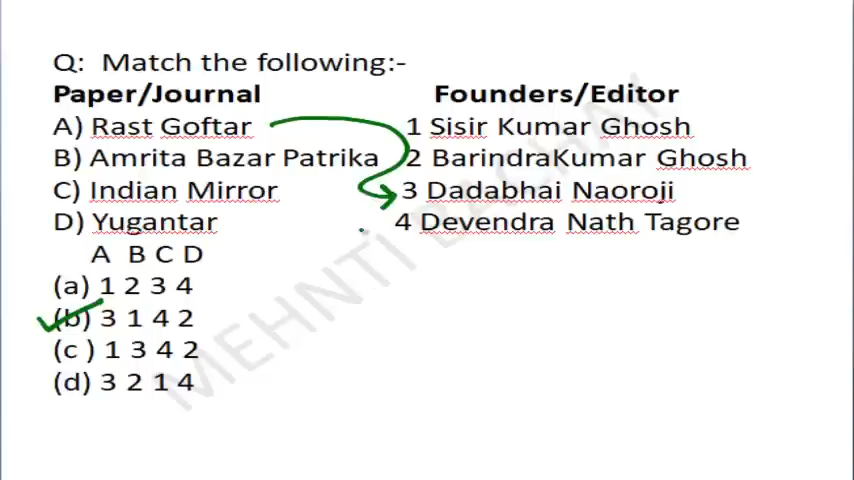 Q: Match the following:-
Paper/Journal Founders/Editor
A) Rast Goftar 1 Sisir Kumar Ghosh
B) Amrita Bazar Patrika 2 BarindraKumar Ghosh
C) Indian Mirror 3 Dadabhai Naoroji
D) Yugantar 4 Devendra Nath Tagore
A B C D
(a) 1 2 3 4
(b) 3 1 4 2
(c ) 1 3 4 2
(d) 3 2 1 4
MEHNTI BACHAY